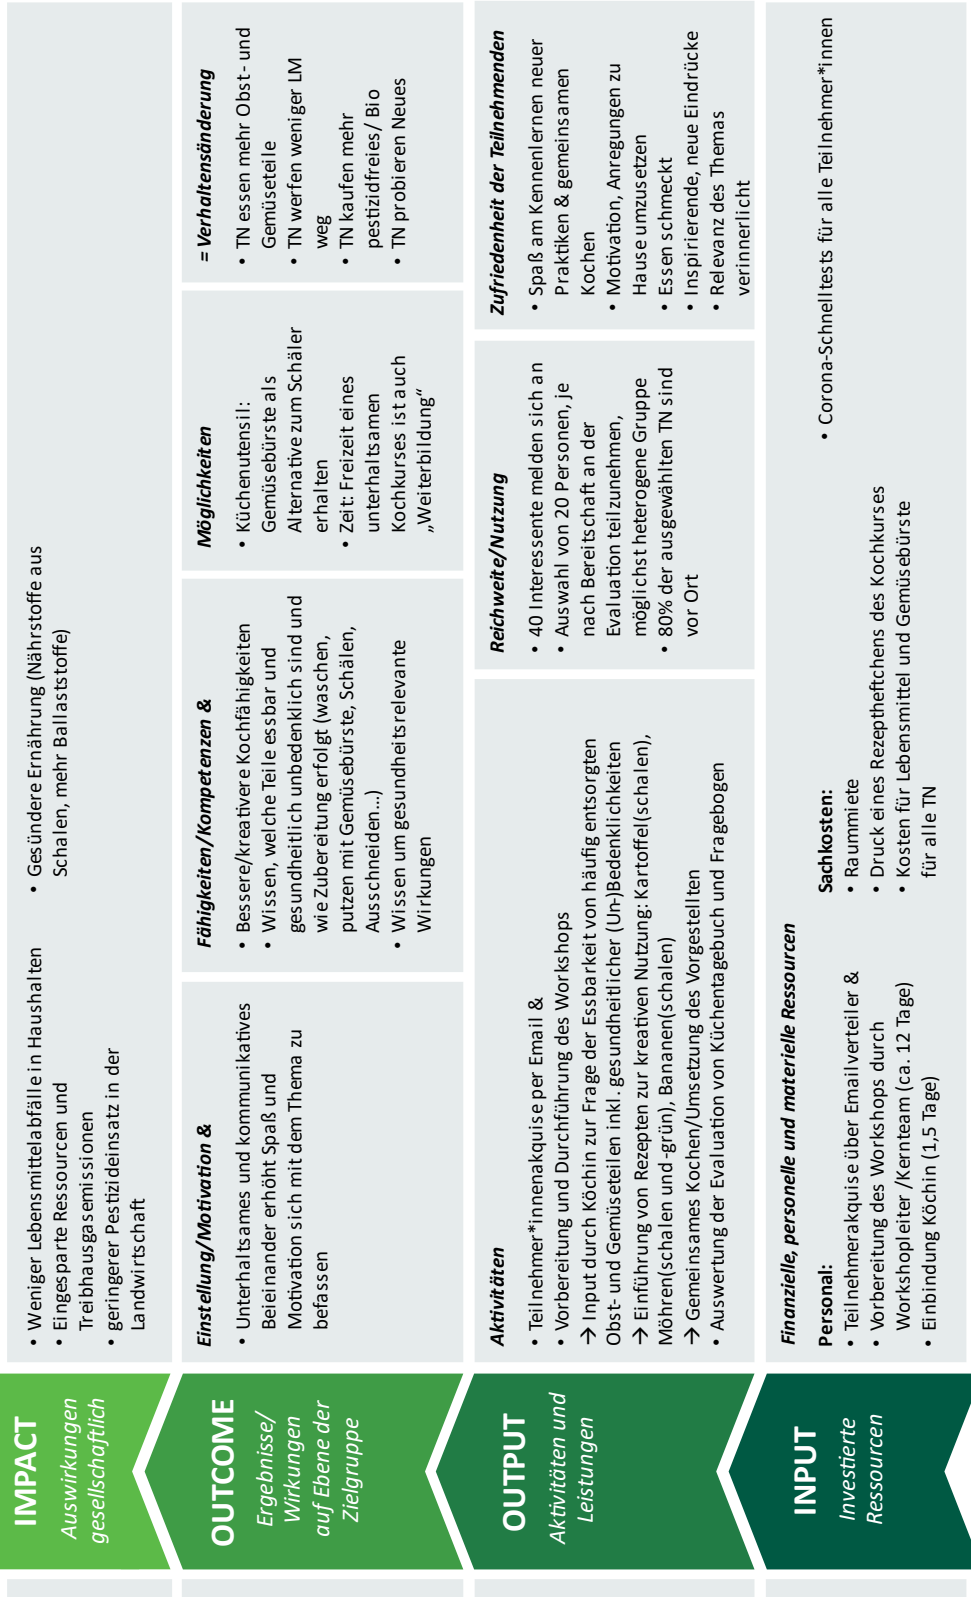 IMPACT
Auswirkungen
gesellschaftlich
• Weniger Lebensmittelabfälle in Haushalten
• Eingesparte Ressourcen und
Treibhausgasemissionen
• geringerer Pestizideinsatz in der
Landwirtschaft
• Gesündere Ernährung (Nährstoffe aus
Schalen, mehr Ballaststoffe)
OUTCOME
Ergebnisse/
Wirkungen
auf Ebene der
Zielgruppe
Einstellung/Motivation &
• Unterhaltsames und kommunikatives
Beieinander erhöht Spaß und
Motivation sich mit dem Thema zu
befassen
Fähigkeiten/Kompetenzen &
• Bessere/kreativere Kochfähigkeiten
• Wissen, welche Teile essbar und
gesundheitlich unbedenklich sind und
wie Zubereitung erfolgt (waschen,
putzen mit Gemüsebürste, Schälen,
Ausschneiden...)
• Wissen um gesundheitsrelevante
Wirkungen
Möglichkeiten
• Küchenutensil:
Gemüsebürste als
Alternative zum Schäler
erhalten
• Zeit: Freizeit eines
unterhaltsamen
Kochkurses ist auch
„Weiterbildung“
= Verhaltensänderung
• TN essen mehr Obst- und
Gemüseteile
• TN werfen weniger LM
weg
• TN kaufen mehr
pestizidfreies/ Bio
• TN probieren Neues
OUTPUT
Aktivitäten und
Leistungen
Aktivitäten
• Teilnehmer*innenakquise per Email &
• Vorbereitung und Durchführung des Workshops
→ Input durch Köchin zur Frage der Essbarkeit von häufig entsorgten
Obst- und Gemüseteilen inkl. gesundheitlicher (Un-)Bedenklichkeiten
→ Einführung von Rezepten zur kreativen Nutzung: Kartoffel(schalen),
Möhren(schalen und -grün), Bananen(schalen)
→ Gemeinsames Kochen/Umsetzung des Vorgestellten
• Auswertung der Evaluation von Küchentagebuch und Fragebogen
Reichweite/Nutzung
• 40 Interessente melden sich an
• Auswahl von 20 Personen, je
nach Bereitschaft an der
Evaluation teilzunehmen,
möglichst heterogene Gruppe
• 80% der ausgewählten TN sind
vor Ort
Zufriedenheit der Teilnehmenden
• Spaß am Kennenlernen neuer
Praktiken & gemeinsamen
Kochen
• Motivation, Anregungen zu
Hause umzusetzen
• Essen schmeckt
• Inspirierende, neue Eindrücke
• Relevanz des Themas
verinnerlicht
INPUT
Investierte
Ressourcen
Finanzielle, personelle und materielle Ressourcen
Personal:
• Teilnehmerakquise über Emailverteiler &
• Vorbereitung des Workshops durch
Workshopleiter /Kernteam (ca. 12 Tage)
• Einbindung Köchin (1,5 Tage)
Sachkosten:
• Raummiete
• Druck eines Rezeptheftchens des Kochkurses
• Kosten für Lebensmittel und Gemüsebürste
für alle TN
• Corona-Schnelltests für alle Teilnehmer*innen